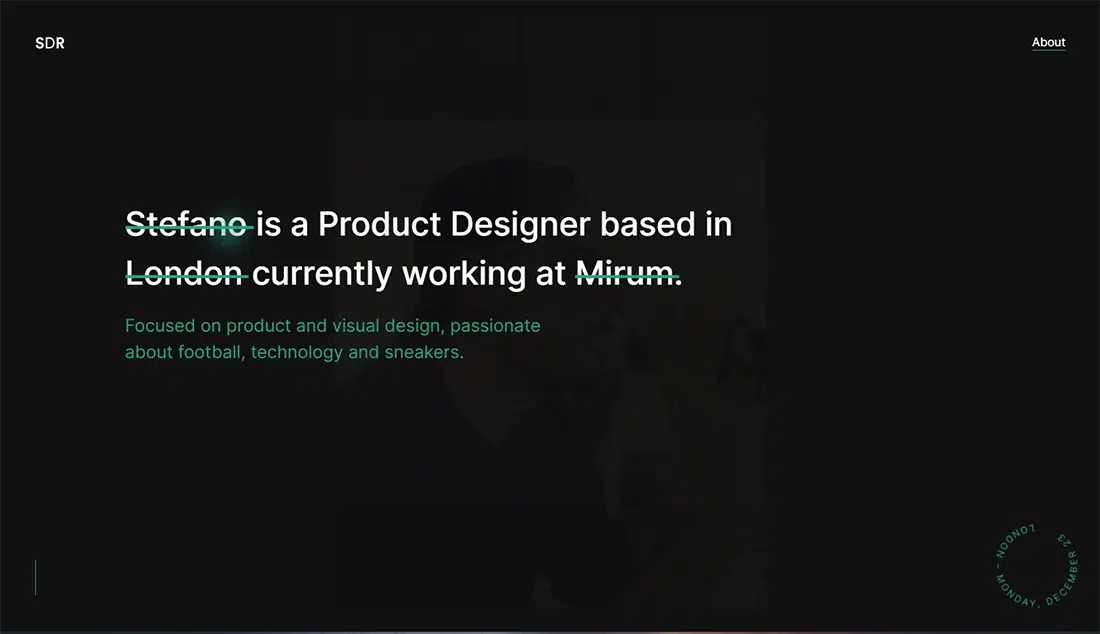 SDR
About
Stefano is a Product Designer based in
London currently working at Mirum.
Focused on product and visual design, passionate
about football, technology and sneakers.
LONDON – MONDAY, DECEMBER 23